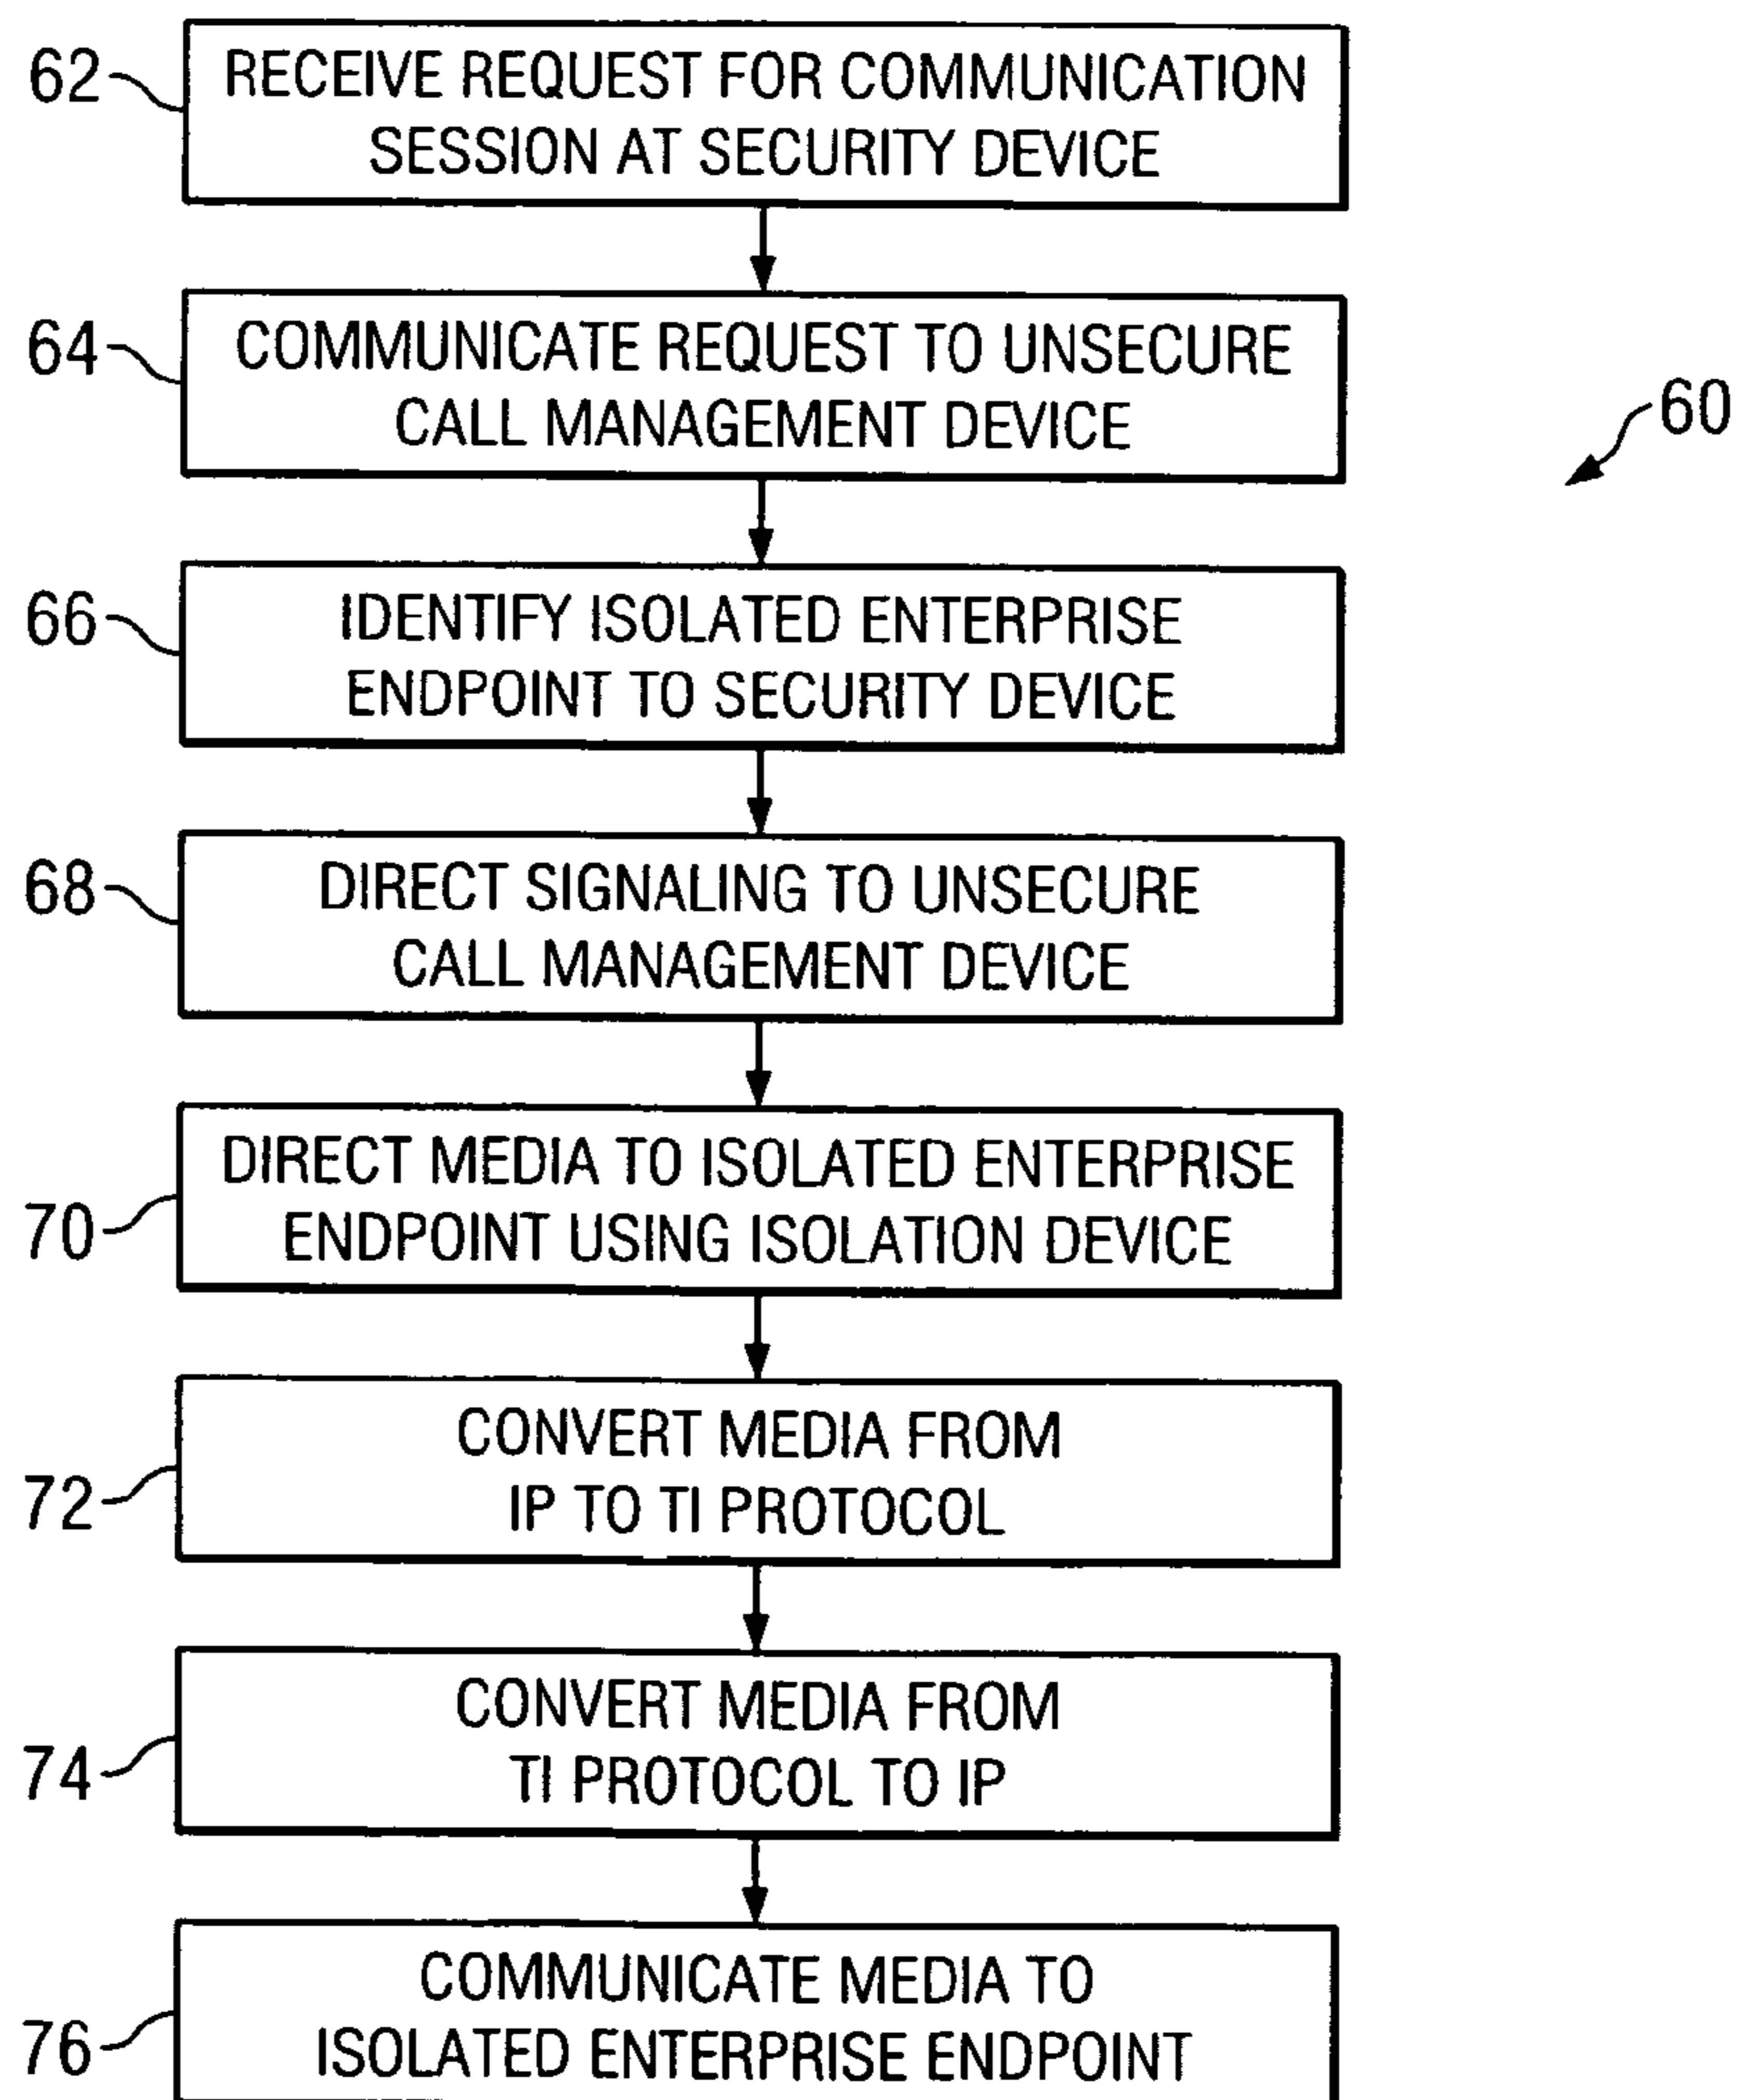 62
RECEIVE REQUEST FOR COMMUNICATION
SESSION AT SECURITY DEVICE
64
COMMUNICATE REQUEST TO UNSECURE
CALL MANAGEMENT DEVICE
60
66
IDENTIFY ISOLATED ENTERPRISE
ENDPOINT TO SECURITY DEVICE
68
DIRECT SIGNALING TO UNSECURE
CALL MANAGEMENT DEVICE
70
DIRECT MEDIA TO ISOLATED ENTERPRISE
ENDPOINT USING ISOLATION DEVICE
72
CONVERT MEDIA FROM
IP TO TI PROTOCOL
74
CONVERT MEDIA FROM
TI PROTOCOL TO IP
76
COMMUNICATE MEDIA TO
ISOLATED ENTERPRISE ENDPOINT